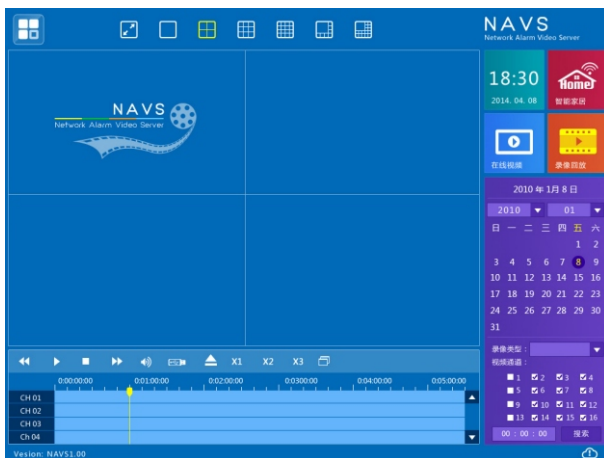 NAVS
Network Alarm Video Server
NAVS
Network Alarm Video Server
18:30
2014. 04. 08
Home
智能家居
在线视频
录像回放
2010 年 1月 8 日
2010
01
日 一 二 三 四 五 六
1 2
3 4 5 6 7 8 9
10 11 12 13 14 15 16
17 18 19 20 21 22 23
24 25 26 27 28 29 30
31
录像类型 :
视频通道 :
1 2 3 4
5 6 7 8
9 10 11 12
13 14 15 16
00 : 00 : 00
搜索
X1 X2 X3
0:00:00:00 0:01:00:00 0:02:00:00 0:0300:00 0:04:00:00 0:05:00:00
CH 01
CH 02
CH 03
Ch 04
Vesion: NAVS1.00